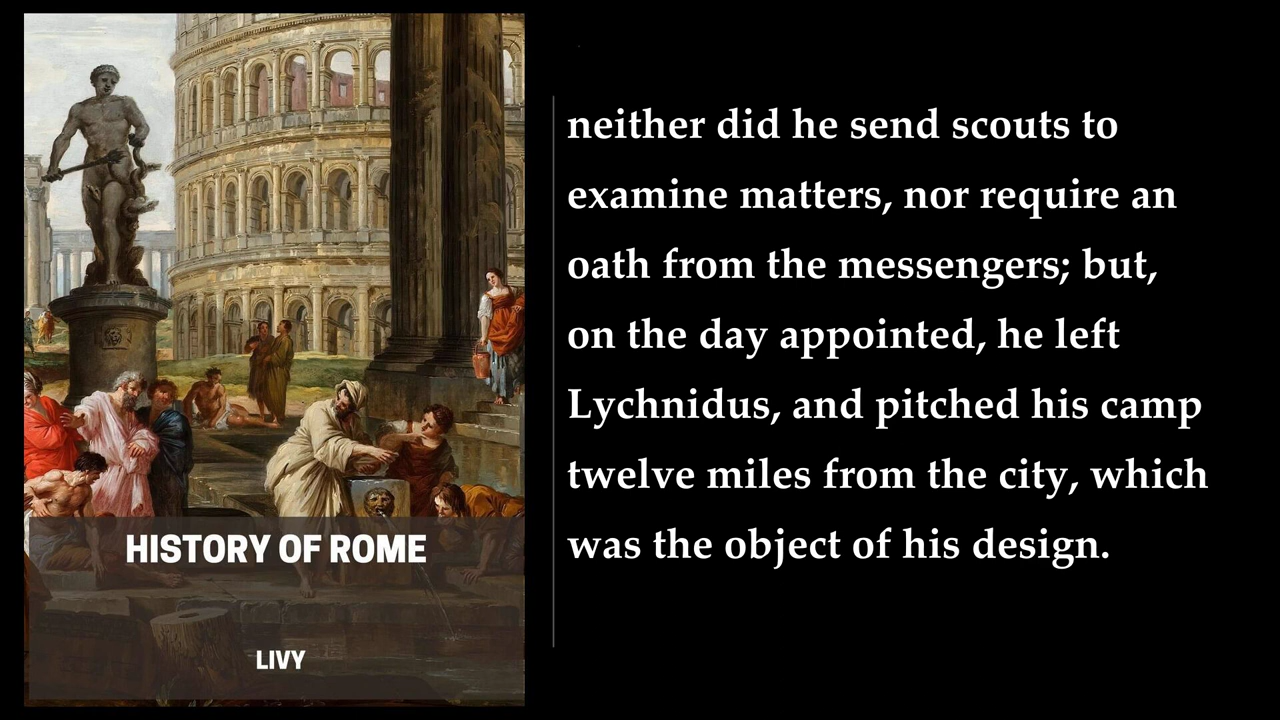 neither did he send scouts to
examine matters, nor require an
oath from the messengers; but,
on the day appointed, he left
Lychnidus, and pitched his camp
twelve miles from the city, which
was the object of his design.
HISTORY OF ROME
LIVY